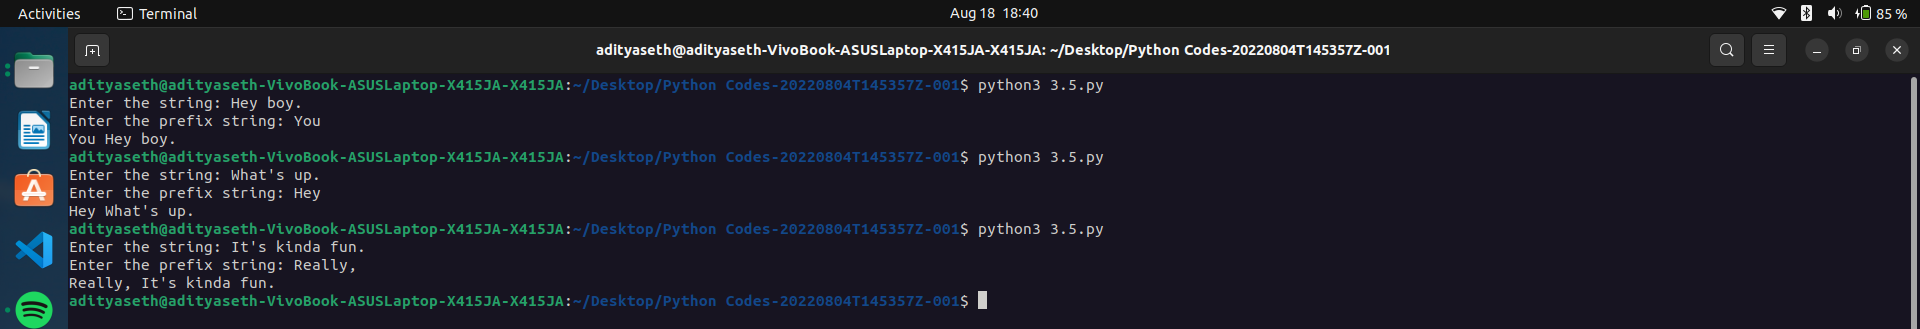 Activities Terminal Aug 18 18:40 85 %
adityaseth@adityaseth-VivoBook-ASUSLaptop-X415JA-X415JA: ~/Desktop/Python Codes-20220804T145357Z-001
adityaseth@adityaseth-VivoBook-ASUSLaptop-X415JA-X415JA:~/Desktop/Python Codes-20220804T145357Z-001$ python3 3.5.py
Enter the string: Hey boy.
Enter the prefix string: You
You Hey boy.
adityaseth@adityaseth-VivoBook-ASUSLaptop-X415JA-X415JA:~/Desktop/Python Codes-20220804T145357Z-001$ python3 3.5.py
Enter the string: What's up.
Enter the prefix string: Hey
Hey What's up.
adityaseth@adityaseth-VivoBook-ASUSLaptop-X415JA-X415JA:~/Desktop/Python Codes-20220804T145357Z-001$ python3 3.5.py
Enter the string: It's kinda fun.
Enter the prefix string: Really,
Really, It's kinda fun.
adityaseth@adityaseth-VivoBook-ASUSLaptop-X415JA-X415JA:~/Desktop/Python Codes-20220804T145357Z-001$